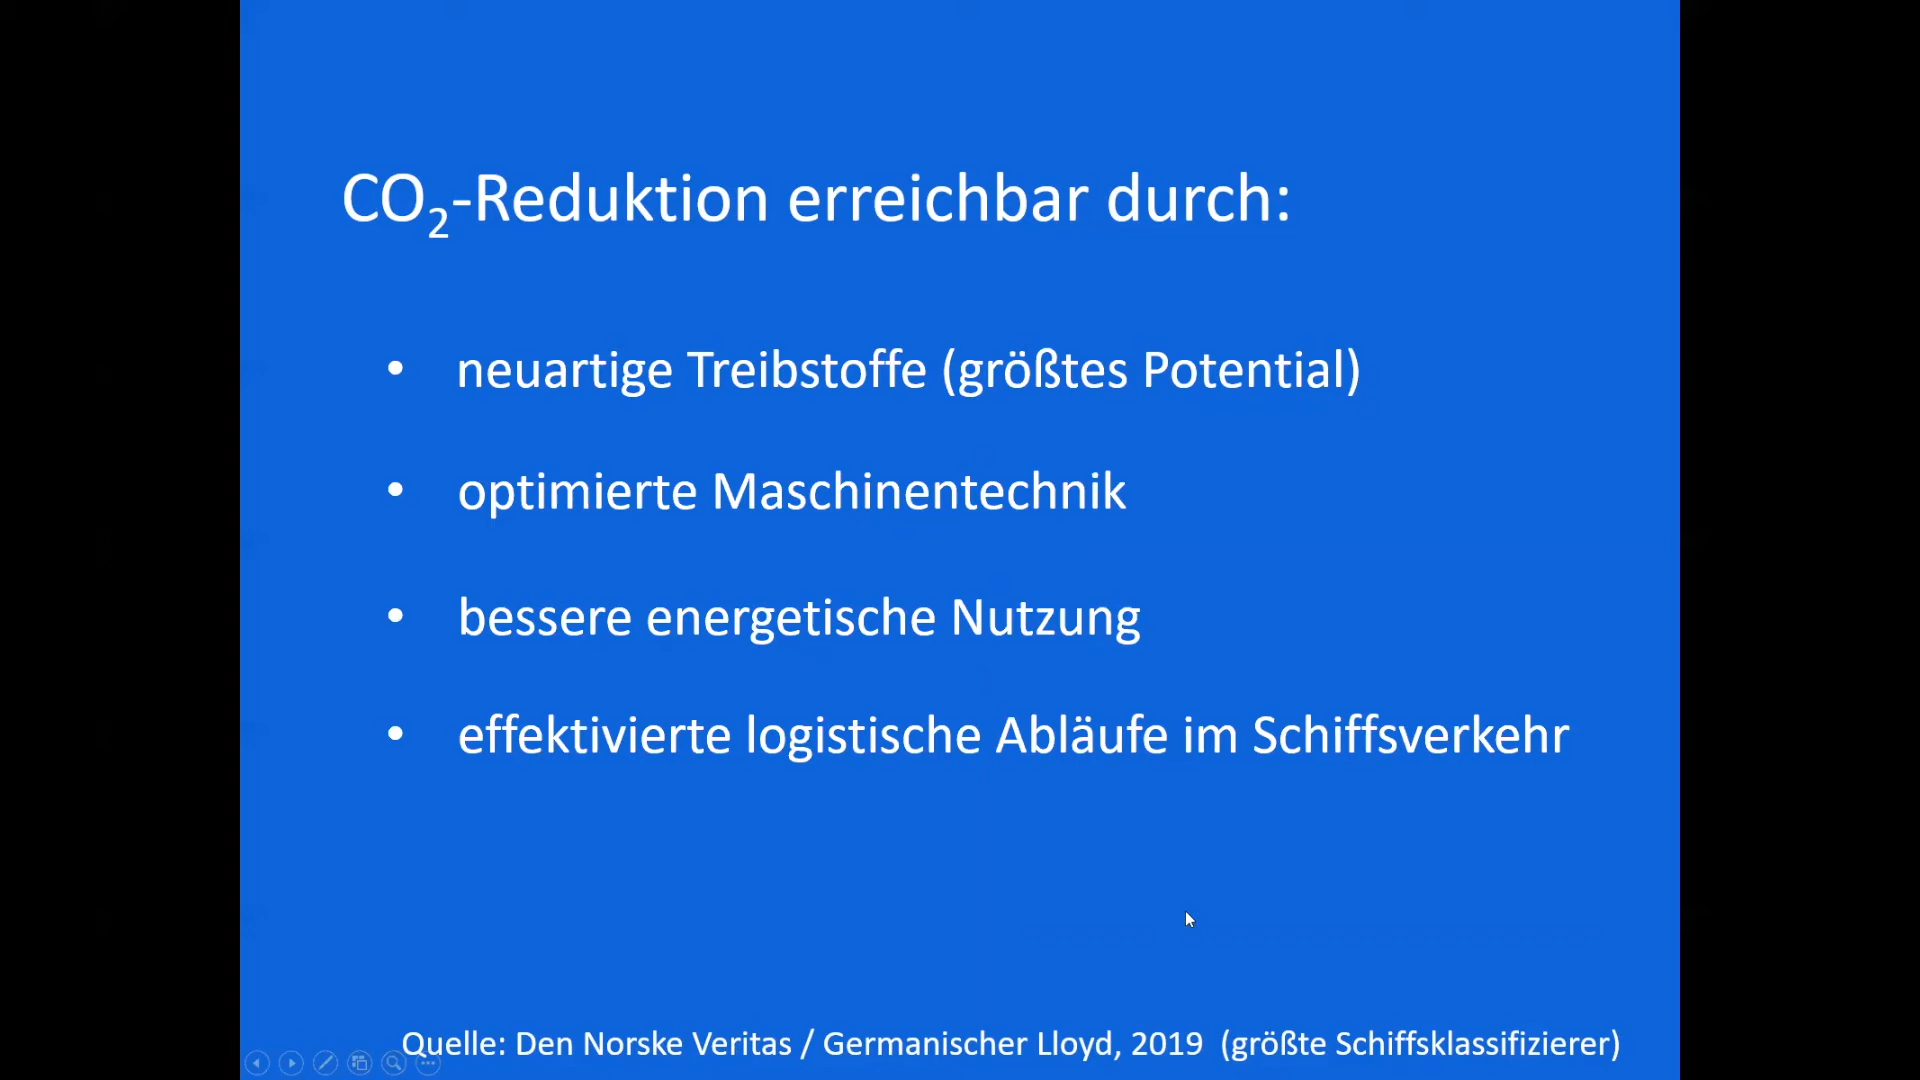 CO₂-Reduktion erreichbar durch:
• neuartige Treibstoffe (größtes Potential)
• optimierte Maschinentechnik
• bessere energetische Nutzung
• effektivierte logistische Abläufe im Schiffsverkehr
Quelle: Den Norske Veritas / Germanischer Lloyd, 2019 (größte Schiffsklassifizierer)